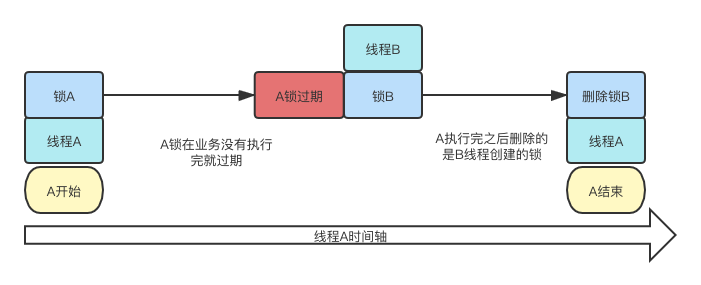 线程B
锁A
A锁过期
锁B
删除锁B
线程A
A锁在业务没有执行
完就过期
A执行完之后删除的
是B线程创建的锁
线程A
A开始
A结束
线程A时间轴